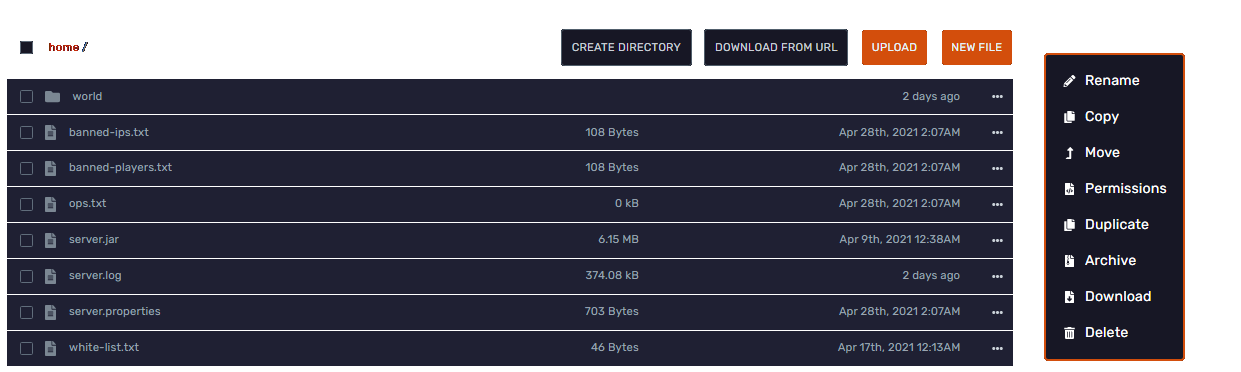 home /
CREATE DIRECTORY
DOWNLOAD FROM URL
UPLOAD
NEW FILE
world 2 days ago
banned-ips.txt 108 Bytes Apr 28th, 2021 2:07AM
banned-players.txt 108 Bytes Apr 28th, 2021 2:07AM
ops.txt 0 kB Apr 28th, 2021 2:07AM
server.jar 6.15 MB Apr 9th, 2021 12:38AM
server.log 374.08 kB 2 days ago
server.properties 703 Bytes Apr 28th, 2021 2:07AM
white-list.txt 46 Bytes Apr 17th, 2021 12:13AM
Rename
Copy
Move
Permissions
Duplicate
Archive
Download
Delete